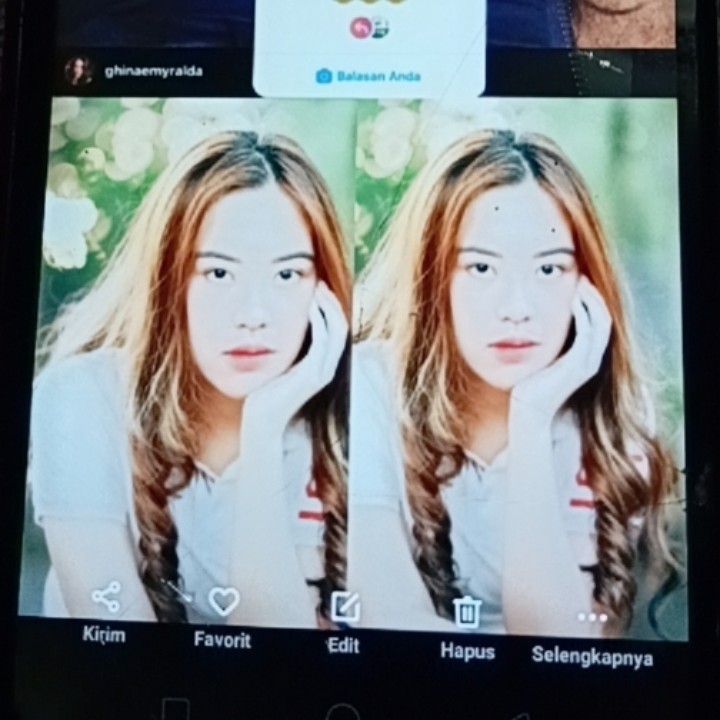 Balasan Anda
ghinaemyralda
Kirim
Favorit
Edit
Hapus
Selengkapnya